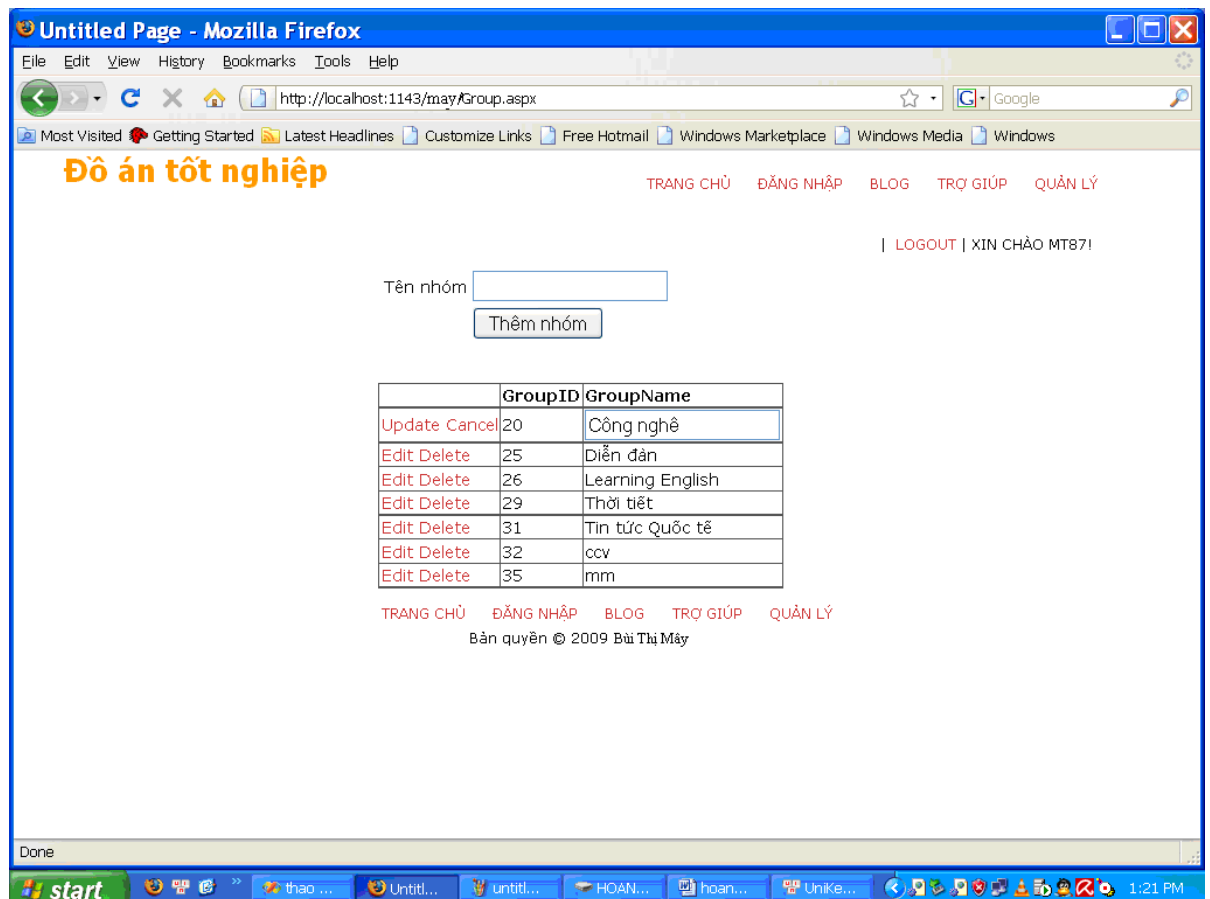 Untitled Page - Mozilla Firefox
File Edit View History Bookmarks Tools Help
http://localhost:1143/may/Group.aspx
Google
Most Visited Getting Started Latest Headlines Customize Links Free Hotmail Windows Marketplace Windows Media Windows
Đồ án tốt nghiệp
TRANG CHỦ ĐĂNG NHẬP BLOG TRỢ GIÚP QUẢN LÝ
| LOGOUT | XIN CHÀO MT87!
Tên nhóm
Thêm nhóm
GroupID GroupName
Update Cancel 20 Công nghê
Edit Delete 25 Diễn đàn
Edit Delete 26 Learning English
Edit Delete 29 Thời tiết
Edit Delete 31 Tin tức Quốc tế
Edit Delete 32 ccv
Edit Delete 35 mm
TRANG CHỦ ĐĂNG NHẬP BLOG TRỢ GIÚP QUẢN LÝ
Bản quyền © 2009 Bùi Thị Mây
Done
start thao ... Untitl... untitl... HOAN... hoan... UniKe... 1:21 PM